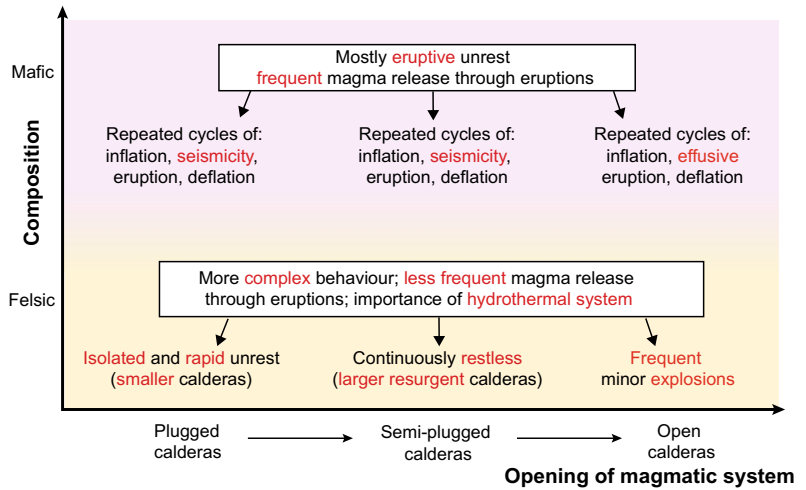 Composition
Mafic
Mostly eruptive unrest
frequent magma release through eruptions
Repeated cycles of:
inflation, seismicity,
eruption, deflation
Repeated cycles of:
inflation, seismicity,
eruption, deflation
Repeated cycles of:
inflation, effusive
eruption, deflation
Felsic
More complex behaviour; less frequent magma release
through eruptions; importance of hydrothermal system
Isolated and rapid unrest
(smaller calderas)
Continuously restless
(larger resurgent calderas)
Frequent
minor explosions
Plugged
calderas
Semi-plugged
calderas
Open
calderas
Opening of magmatic system